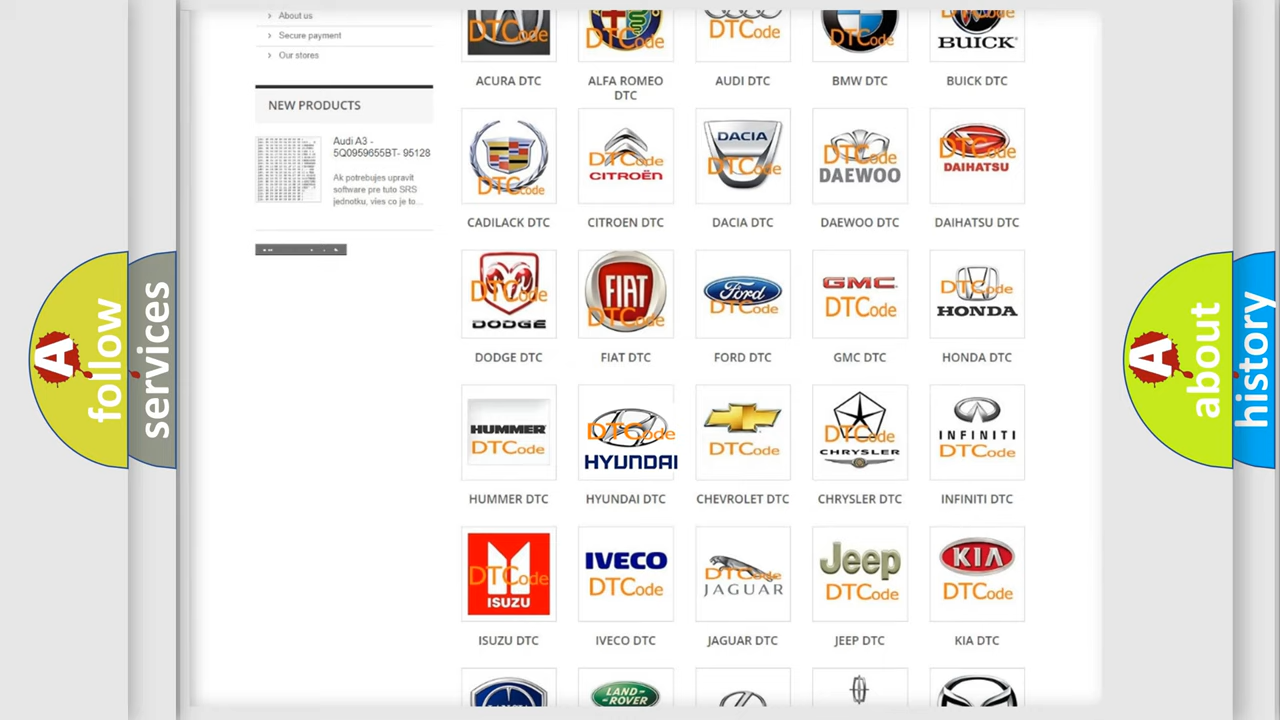 About us
Secure payment
Our stores
NEW PRODUCTS
Audi A3 -
5Q0959655BT- 95128
Ak potrebujes upravit
software pre tuto SRS
jednotku, vies co je to...
DTCode
DTCode
DTCode
DTCode
BUICK
ACURA DTC
ALFA ROMEO
DTC
AUDI DTC
BMW DTC
BUICK DTC
DTCode
DTCode
CITROËN
DACIA
DTCode
DTCode
DAEWOO
DTCode
DAIHATSU
CADILACK DTC
CITROEN DTC
DACIA DTC
DAEWOO DTC
DAIHATSU DTC
DTCode
DODGE
FIAT
DTCode
Ford
DTCode
GMC
DTCode
DTCode
HONDA
DODGE DTC
FIAT DTC
FORD DTC
GMC DTC
HONDA DTC
HUMMER
DTCode
DTCode
HYUNDAI
DTCode
DTCode
CHRYSLER
INFINITI
DTCode
HUMMER DTC
HYUNDAI DTC
CHEVROLET DTC
CHRYSLER DTC
INFINITI DTC
DTCode
ISUZU
IVECO
DTCode
DTCode
JAGUAR
Jeep
DTCode
KIA
DTCode
ISUZU DTC
IVECO DTC
JAGUAR DTC
JEEP DTC
KIA DTC
LAND-
ROVER
A
follow
services
A
about
history